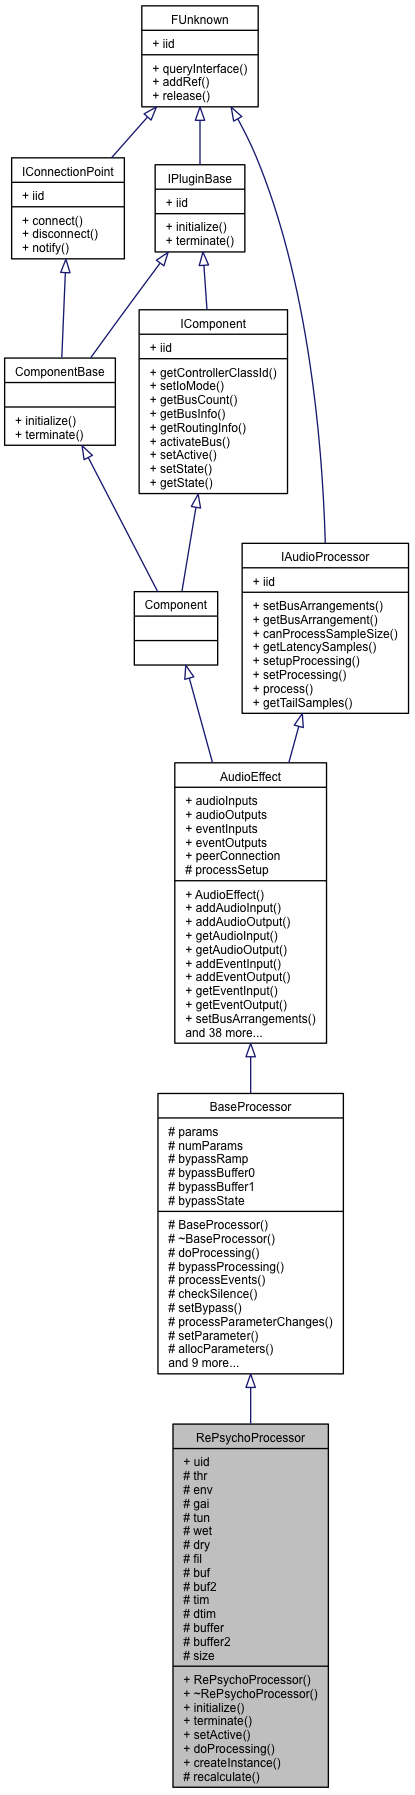 FUnknown
+ iid
+ queryInterface()
+ addRef()
+ release()
IConnectionPoint
+ iid
+ connect()
+ disconnect()
+ notify()
IPluginBase
+ iid
+ initialize()
+ terminate()
IComponent
+ iid
+ getControllerClassId()
+ setIoMode()
+ getBusCount()
+ getBusInfo()
+ getRoutingInfo()
+ activateBus()
+ setActive()
+ setState()
+ getState()
ComponentBase
+ initialize()
+ terminate()
IAudioProcessor
+ iid
+ setBusArrangements()
+ getBusArrangement()
+ canProcessSampleSize()
+ getLatencySamples()
+ setupProcessing()
+ setProcessing()
+ process()
+ getTailSamples()
Component
AudioEffect
+ audioInputs
+ audioOutputs
+ eventInputs
+ eventOutputs
+ peerConnection
# processSetup
+ AudioEffect()
+ addAudioInput()
+ addAudioOutput()
+ getAudioInput()
+ getAudioOutput()
+ addEventInput()
+ addEventOutput()
+ getEventInput()
+ getEventOutput()
+ setBusArrangements()
and 38 more...
BaseProcessor
# params
# numParams
# bypassRamp
# bypassBuffer0
# bypassBuffer1
# bypassState
# BaseProcessor()
# ~BaseProcessor()
# doProcessing()
# bypassProcessing()
# processEvents()
# checkSilence()
# setBypass()
# processParameterChanges()
# setParameter()
# allocParameters()
and 9 more...
RePsychoProcessor
+ uid
# thr
# env
# gai
# tun
# wet
# dry
# fil
# buf
# buf2
# tim
# dtim
# buffer
# buffer2
# size
+ RePsychoProcessor()
+ ~RePsychoProcessor()
+ initialize()
+ terminate()
+ setActive()
+ doProcessing()
+ createInstance()
# recalculate()